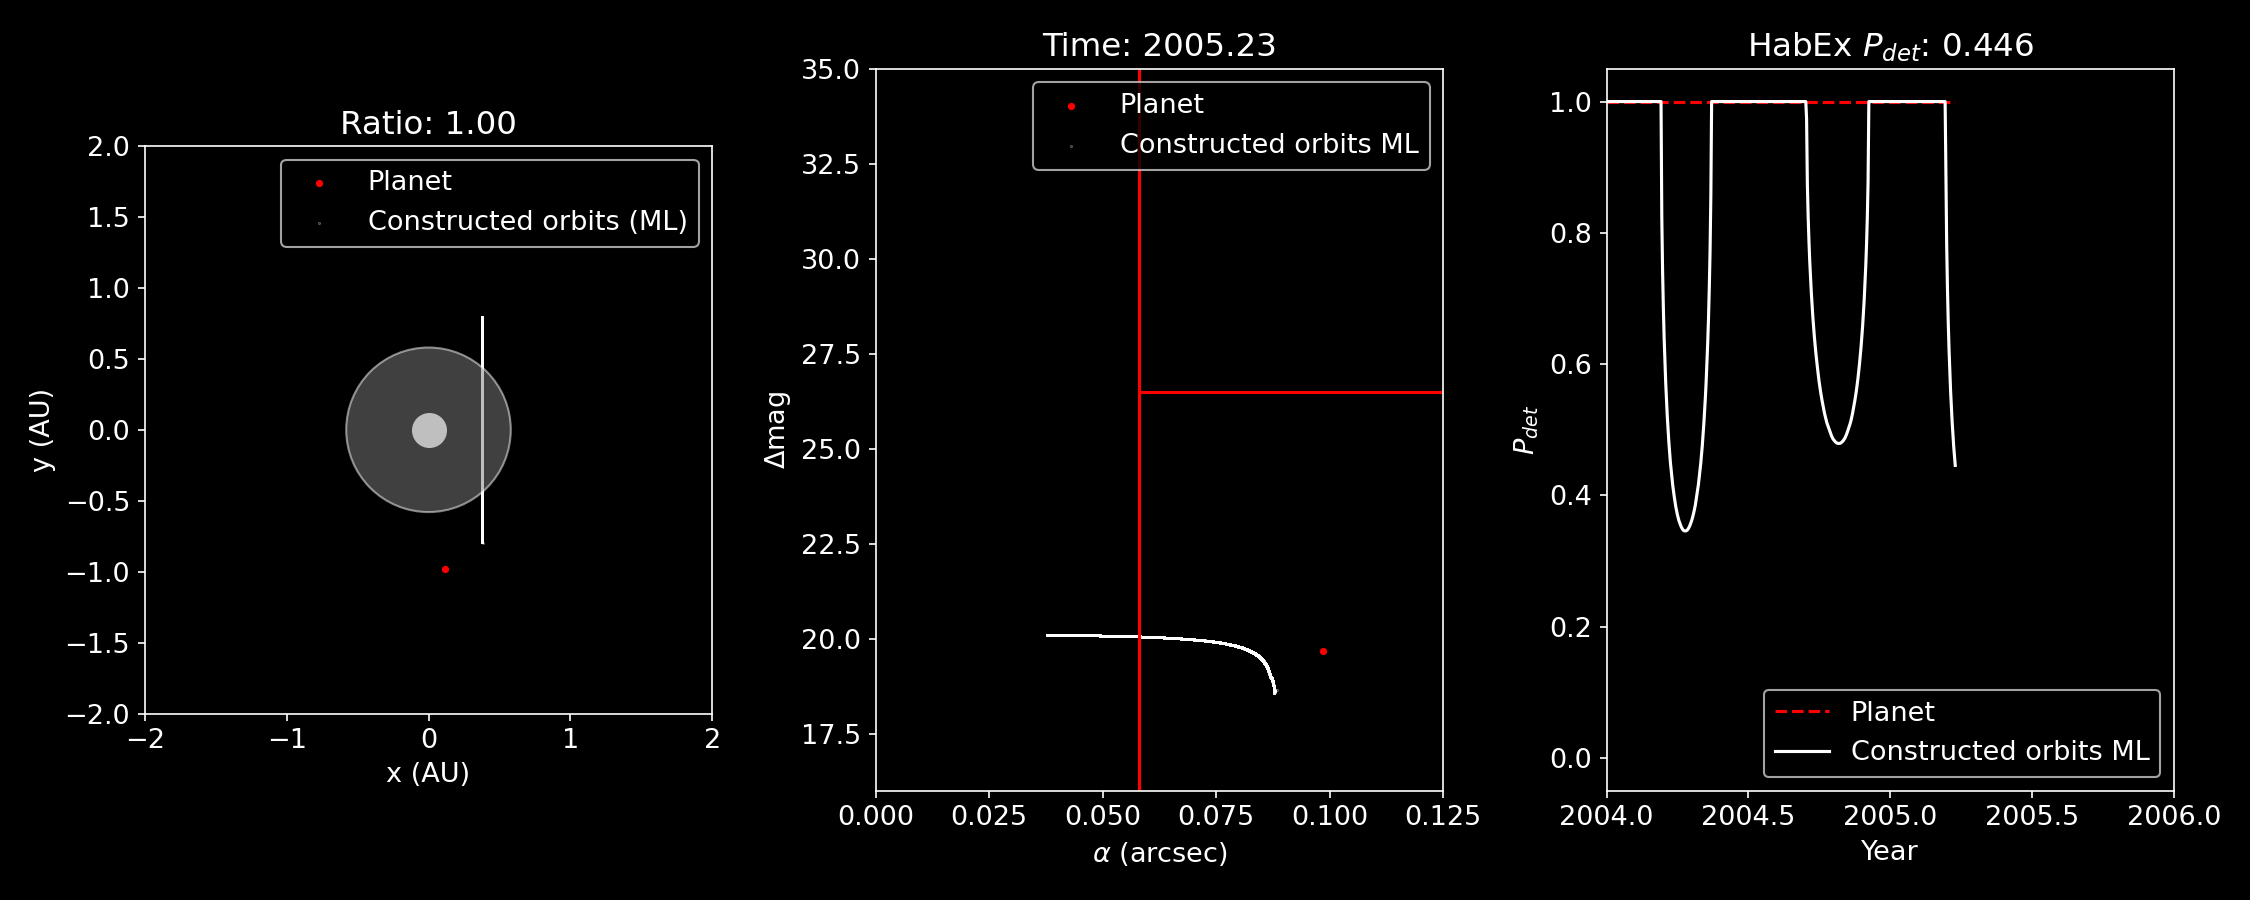 Ratio: 1.00
Planet
Constructed orbits (ML)
y (AU)
2.0
1.5
1.0
0.5
0.0
−0.5
−1.0
−1.5
−2.0
−2 −1 0 1 2
x (AU)
Time: 2005.23
Planet
Constructed orbits ML
Δmag
35.0
32.5
30.0
27.5
25.0
22.5
20.0
17.5
0.000 0.025 0.050 0.075 0.100 0.125
α (arcsec)
HabEx P_det: 0.446
P_det
1.0
0.8
0.6
0.4
0.2
0.0
Planet
Constructed orbits ML
2004.0 2004.5 2005.0 2005.5 2006.0
Year